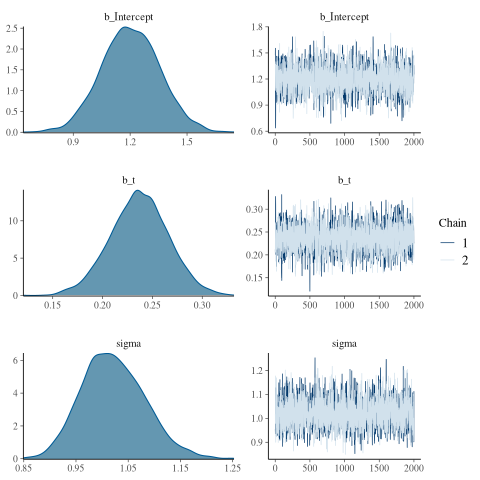 b_Intercept
2.5
2.0
1.5
1.0
0.5
0.0
0.9 1.2 1.5
b_Intercept
1.8
1.5
1.2
0.9
0.6
0 500 1000 1500 2000
b_t
10
5
0
0.15 0.20 0.25 0.30
b_t
0.30
0.25
0.20
0.15
0 500 1000 1500 2000
Chain
1
2
sigma
6
4
2
0
0.85 0.95 1.05 1.15 1.25
sigma
1.2
1.1
1.0
0.9
0 500 1000 1500 2000